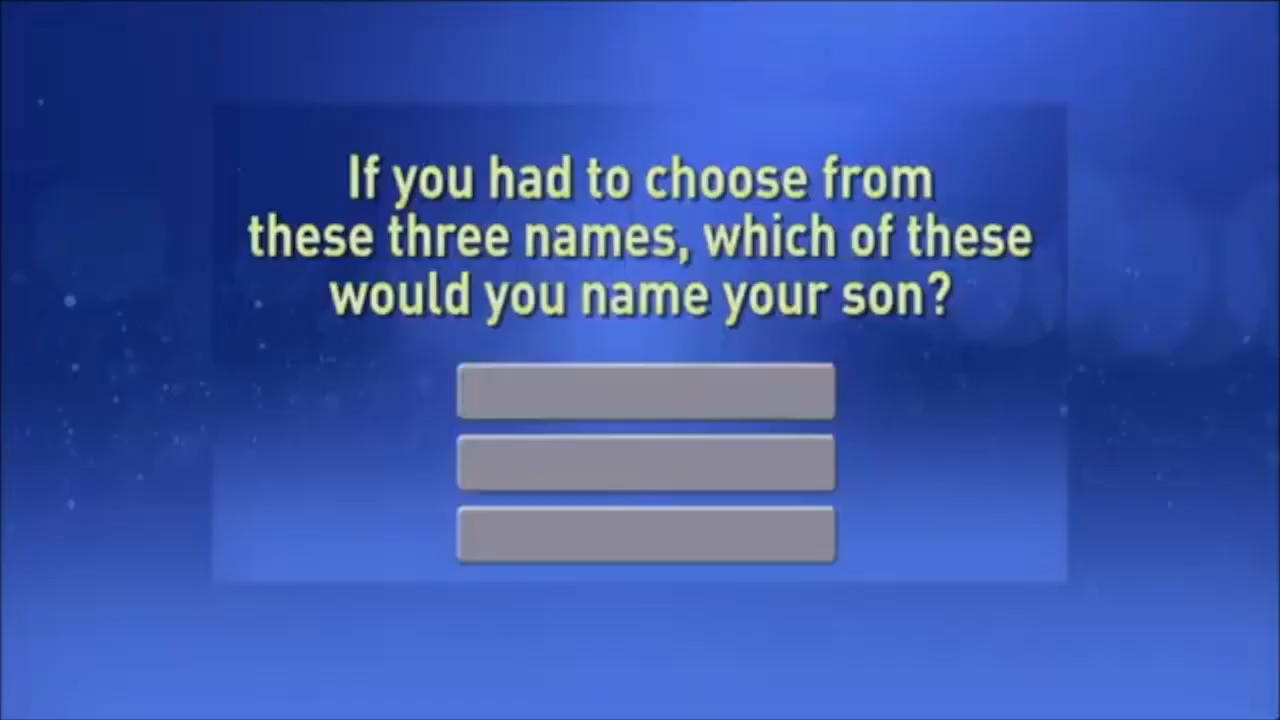 If you had to choose from
these three names, which of these
would you name your son?